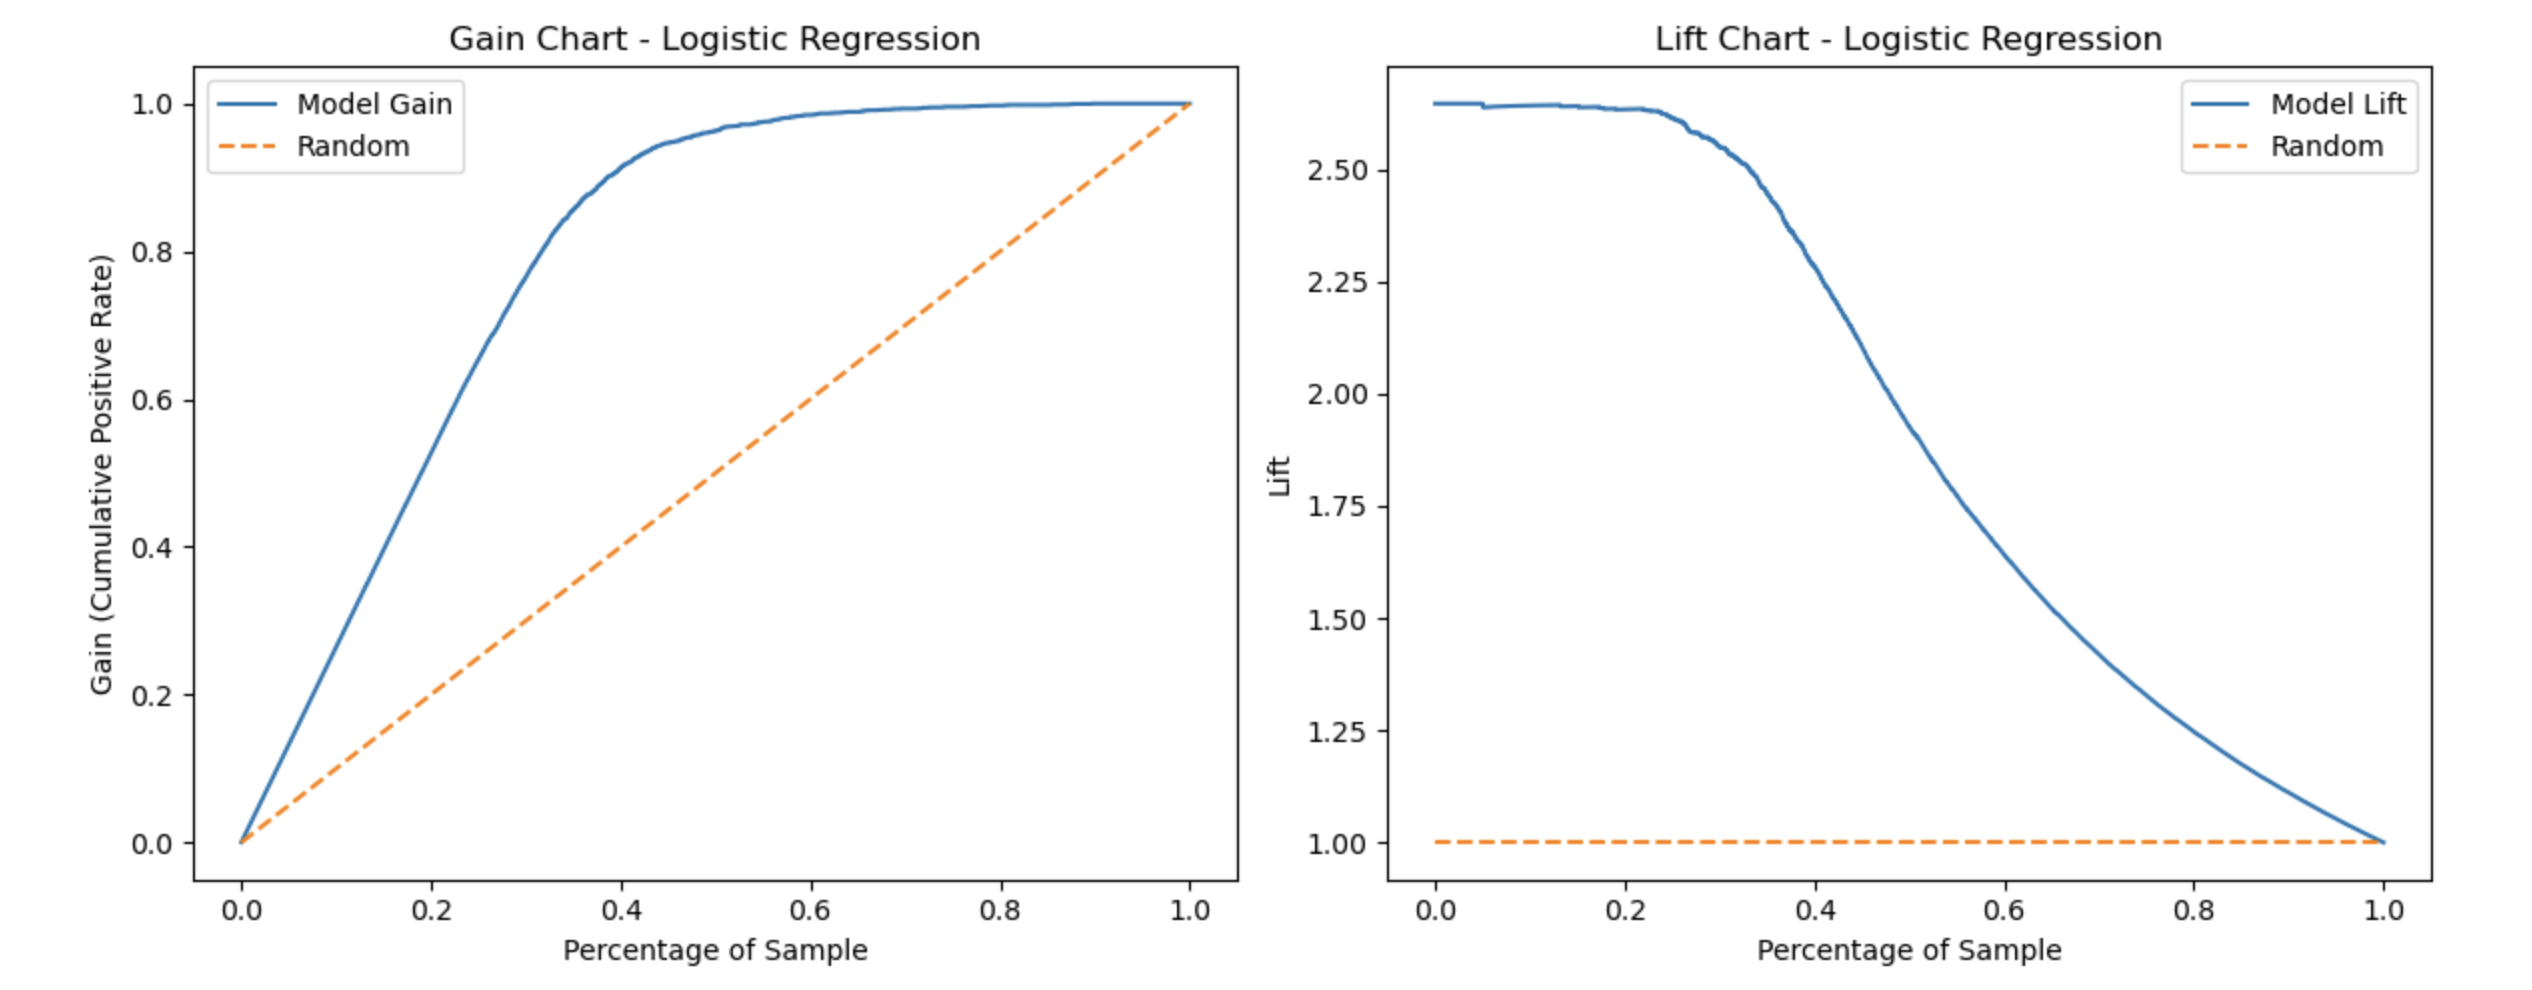 Gain Chart - Logistic Regression
Model Gain
Random
Gain (Cumulative Positive Rate)
1.0
0.8
0.6
0.4
0.2
0.0
0.0 0.2 0.4 0.6 0.8 1.0
Percentage of Sample
Lift Chart - Logistic Regression
Model Lift
Random
Lift
2.50
2.25
2.00
1.75
1.50
1.25
1.00
0.0 0.2 0.4 0.6 0.8 1.0
Percentage of Sample